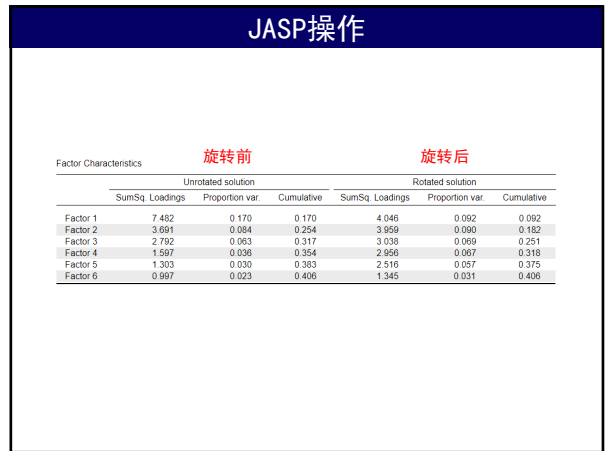 JASP操作
旋转前 旋转后
Factor Characteristics
Unrotated solution Rotated solution
SumSq. Loadings Proportion var. Cumulative SumSq. Loadings Proportion var. Cumulative
Factor 1 7.482 0.170 0.170 4.046 0.092 0.092
Factor 2 3.691 0.084 0.254 3.959 0.090 0.182
Factor 3 2.792 0.063 0.317 3.038 0.069 0.251
Factor 4 1.597 0.036 0.354 2.956 0.067 0.318
Factor 5 1.303 0.030 0.383 2.516 0.057 0.375
Factor 6 0.997 0.023 0.406 1.345 0.031 0.406